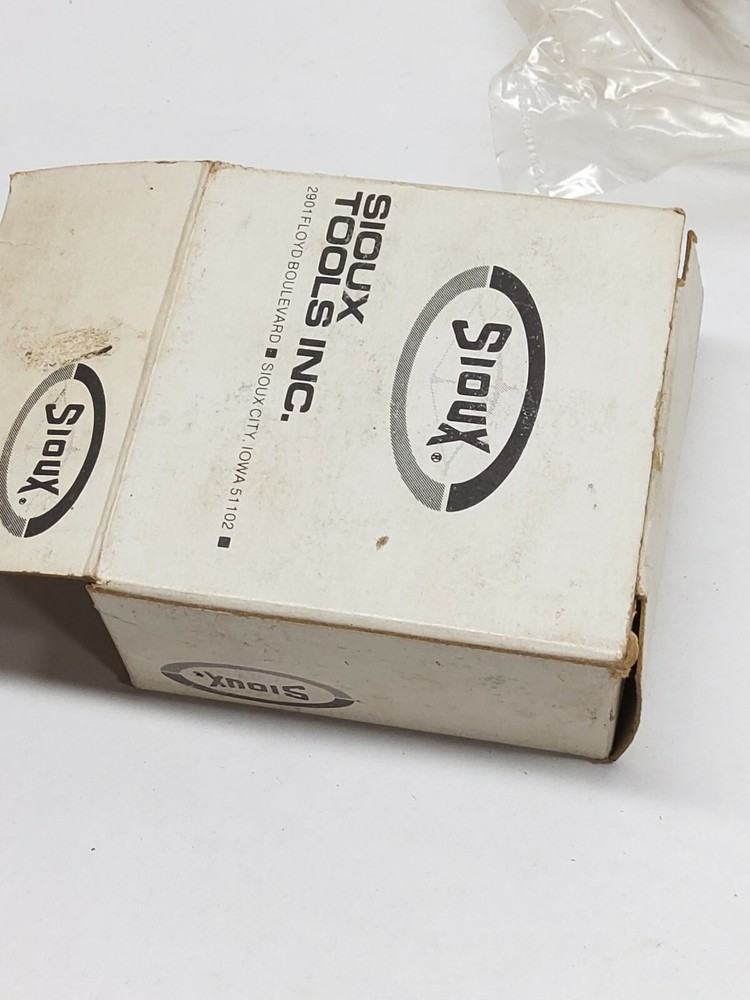 SIOUX®
SIOUX
TOOLS INC.
2901 FLOYD BOULEVARD ■ SIOUX CITY, IOWA 51102 ■
SIOUX®
SIOUX